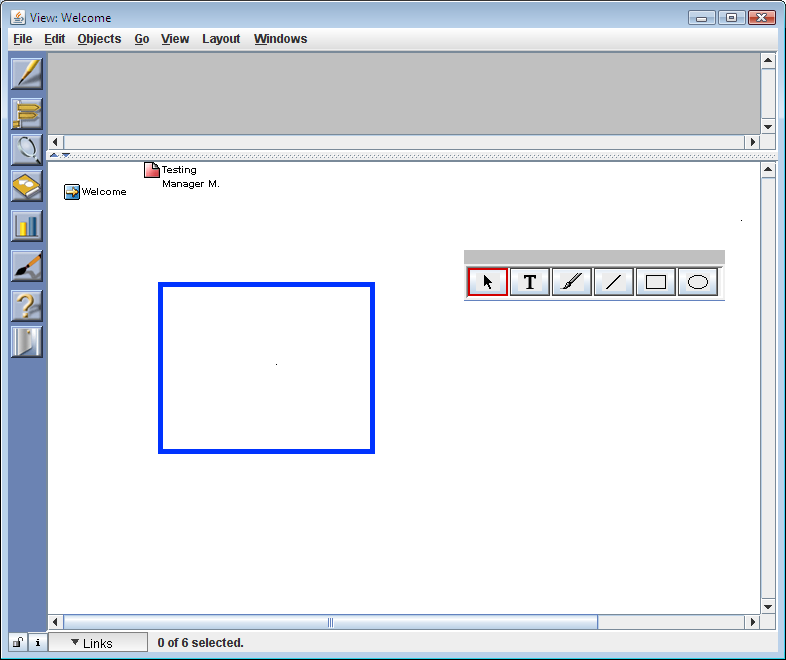 View: Welcome
File Edit Objects Go View Layout Windows
Testing
Manager M.
Welcome
T
i
Links
0 of 6 selected.